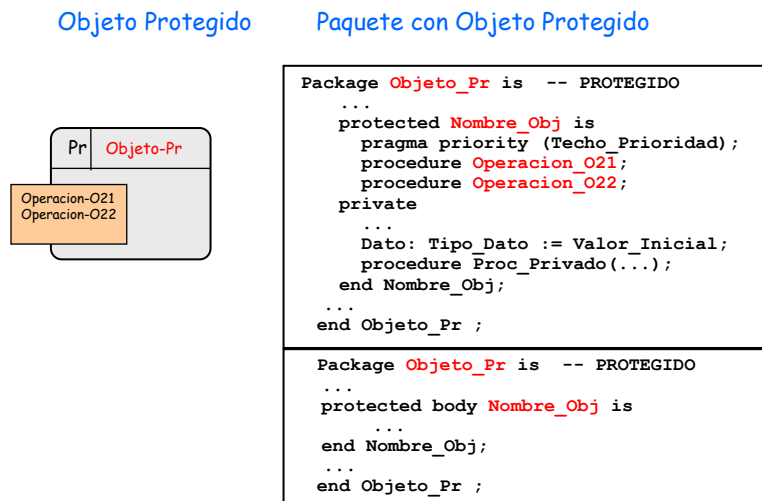 Objeto Protegido
Paquete con Objeto Protegido
Pr
Objeto-Pr
Operacion-O21
Operacion-O22
Package Objeto_Pr is -- PROTEGIDO
...
protected Nombre_Obj is
pragma priority (Techo_Prioridad);
procedure Operacion_O21;
procedure Operacion_O22;
private
...
Dato: Tipo_Dato := Valor_Inicial;
procedure Proc_Privado(...);
end Nombre_Obj;
...
end Objeto_Pr ;
Package Objeto_Pr is -- PROTEGIDO
...
protected body Nombre_Obj is
...
end Nombre_Obj;
...
end Objeto_Pr ;